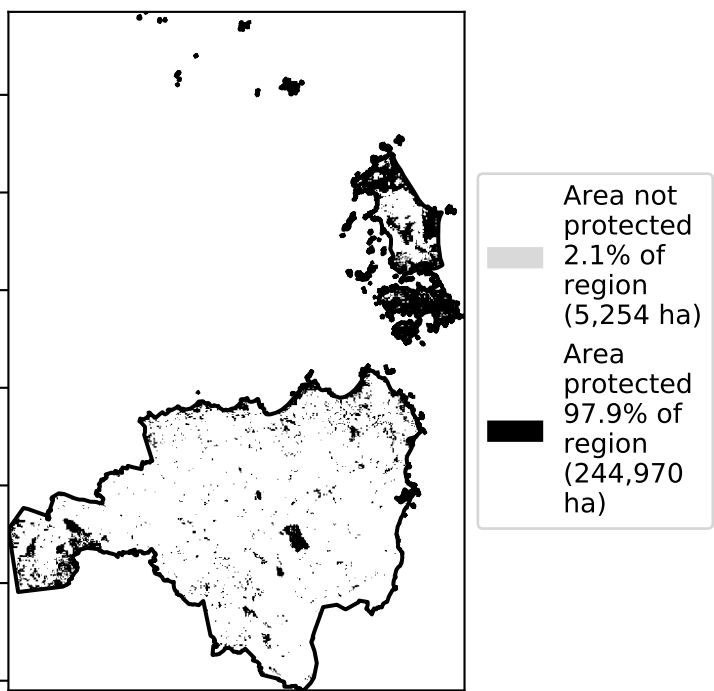 Area not
protected
2.1% of
region
(5,254 ha)
Area
protected
97.9% of
region
(244,970
ha)